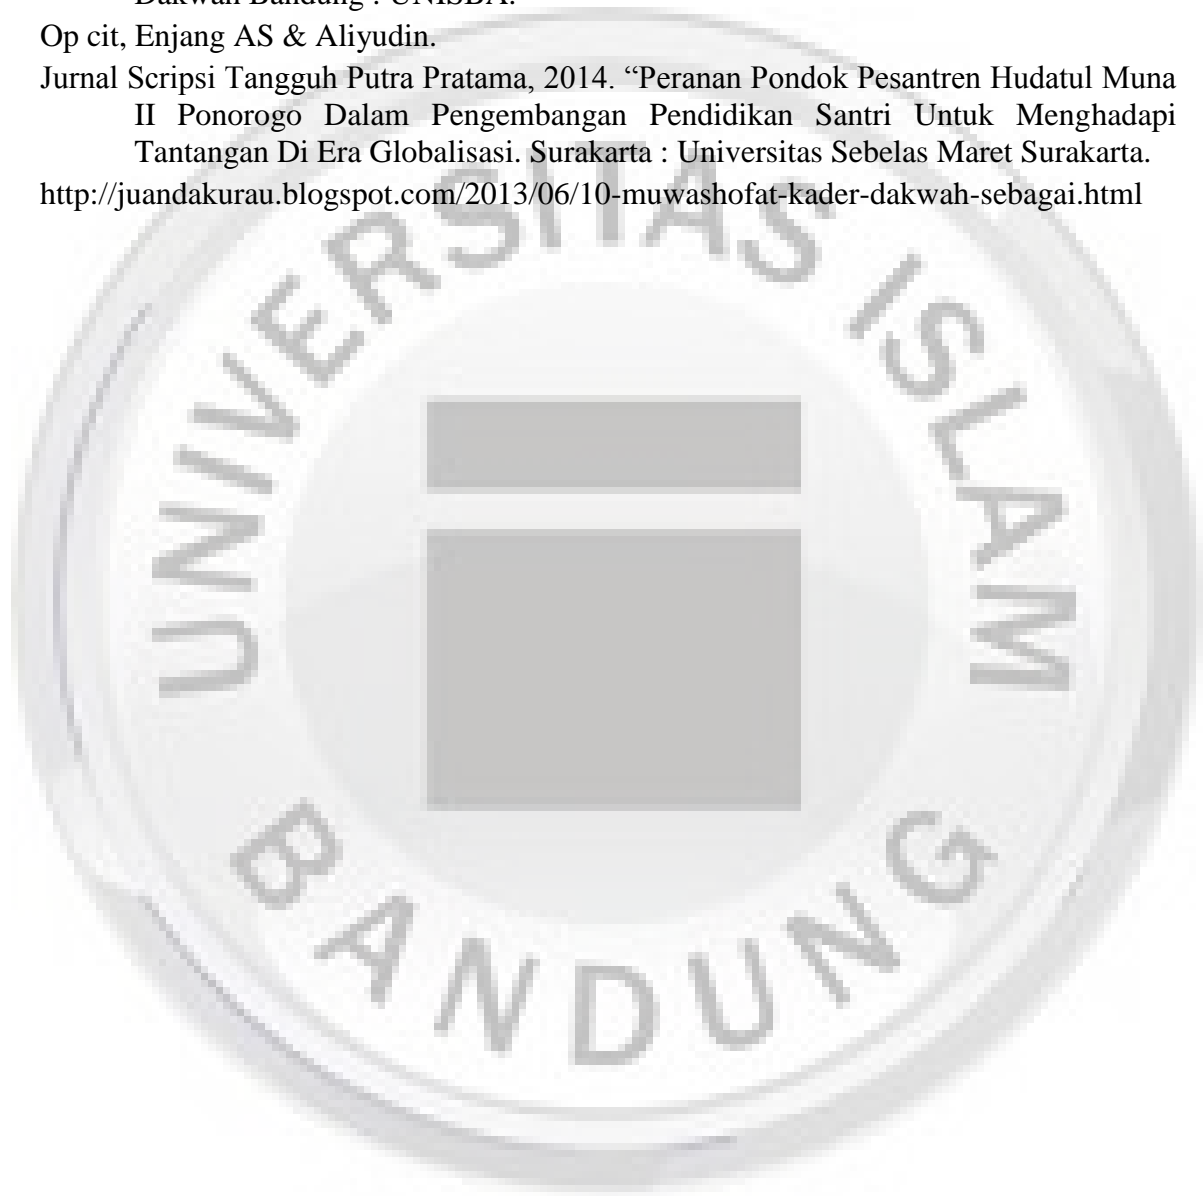 Dakwah Bandung : UNISBA.
Op cit, Enjang AS & Aliyudin.
Jurnal Scripsi Tangguh Putra Pratama, 2014. “Peranan Pondok Pesantren Hudatul Muna
II Ponorogo Dalam Pengembangan Pendidikan Santri Untuk Menghadapi
Tantangan Di Era Globalisasi. Surakarta : Universitas Sebelas Maret Surakarta.
http://juandakurau.blogspot.com/2013/06/10-muwashofat-kader-dakwah-sebagai.html
UNIVERSITAS ISLAM
BANDUNG